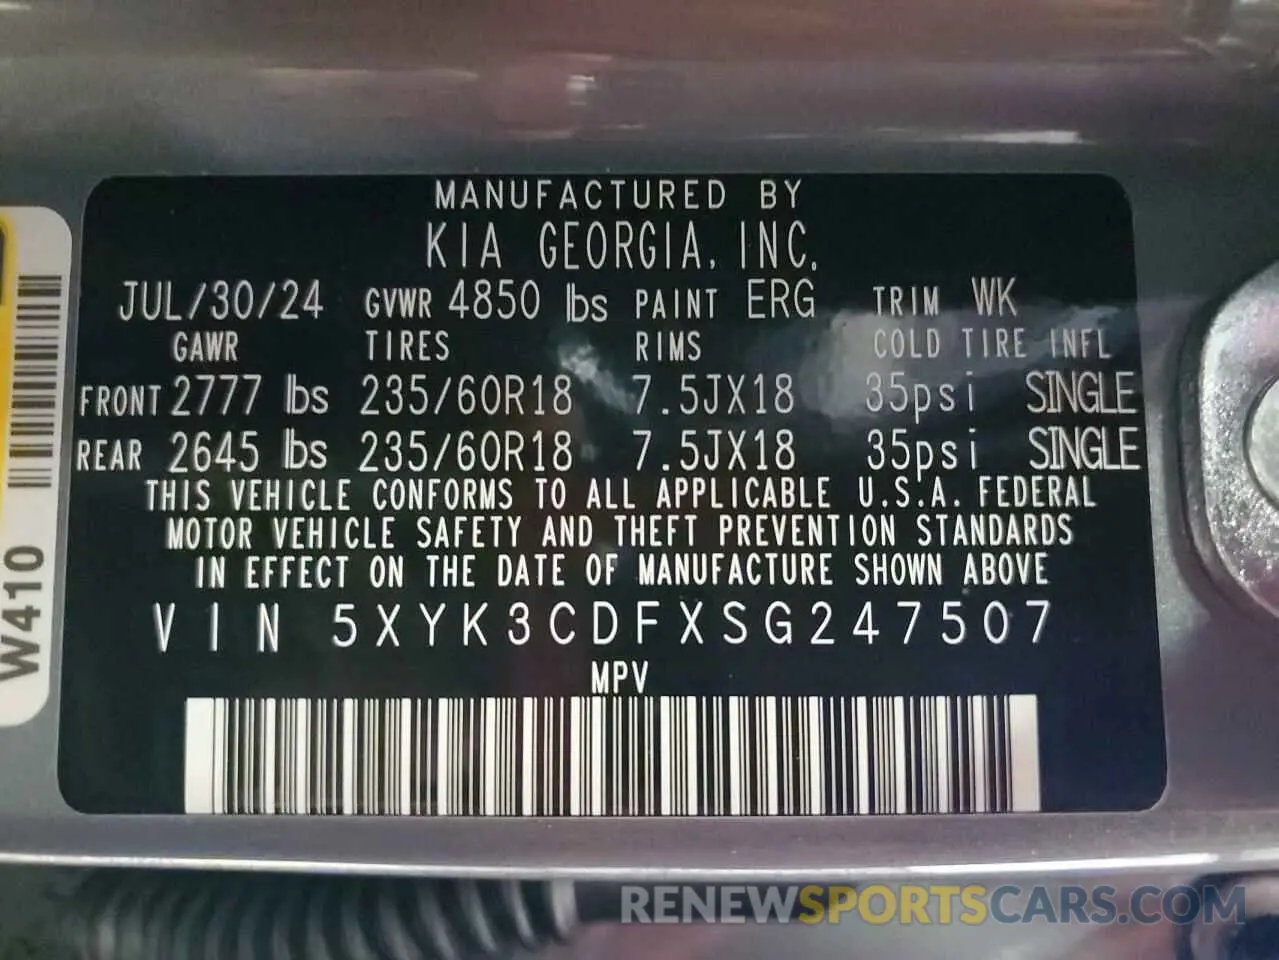 MANUFACTURED BY
KIA GEORGIA, INC.
JUL/30/24 GVWR 4850 lbs PAINT ERG TRIM WK
GAWR TIRES RIMS COLD TIRE INFL
FRONT 2777 lbs 235/60R18 7.5JX18 35psi SINGLE
REAR 2645 lbs 235/60R18 7.5JX18 35psi SINGLE
THIS VEHICLE CONFORMS TO ALL APPLICABLE U.S.A. FEDERAL
MOTOR VEHICLE SAFETY AND THEFT PREVENTION STANDARDS
IN EFFECT ON THE DATE OF MANUFACTURE SHOWN ABOVE
VIN 5XYK3CDFXSG247507
MPV
W410
RENEWSPORTSCARS.COM